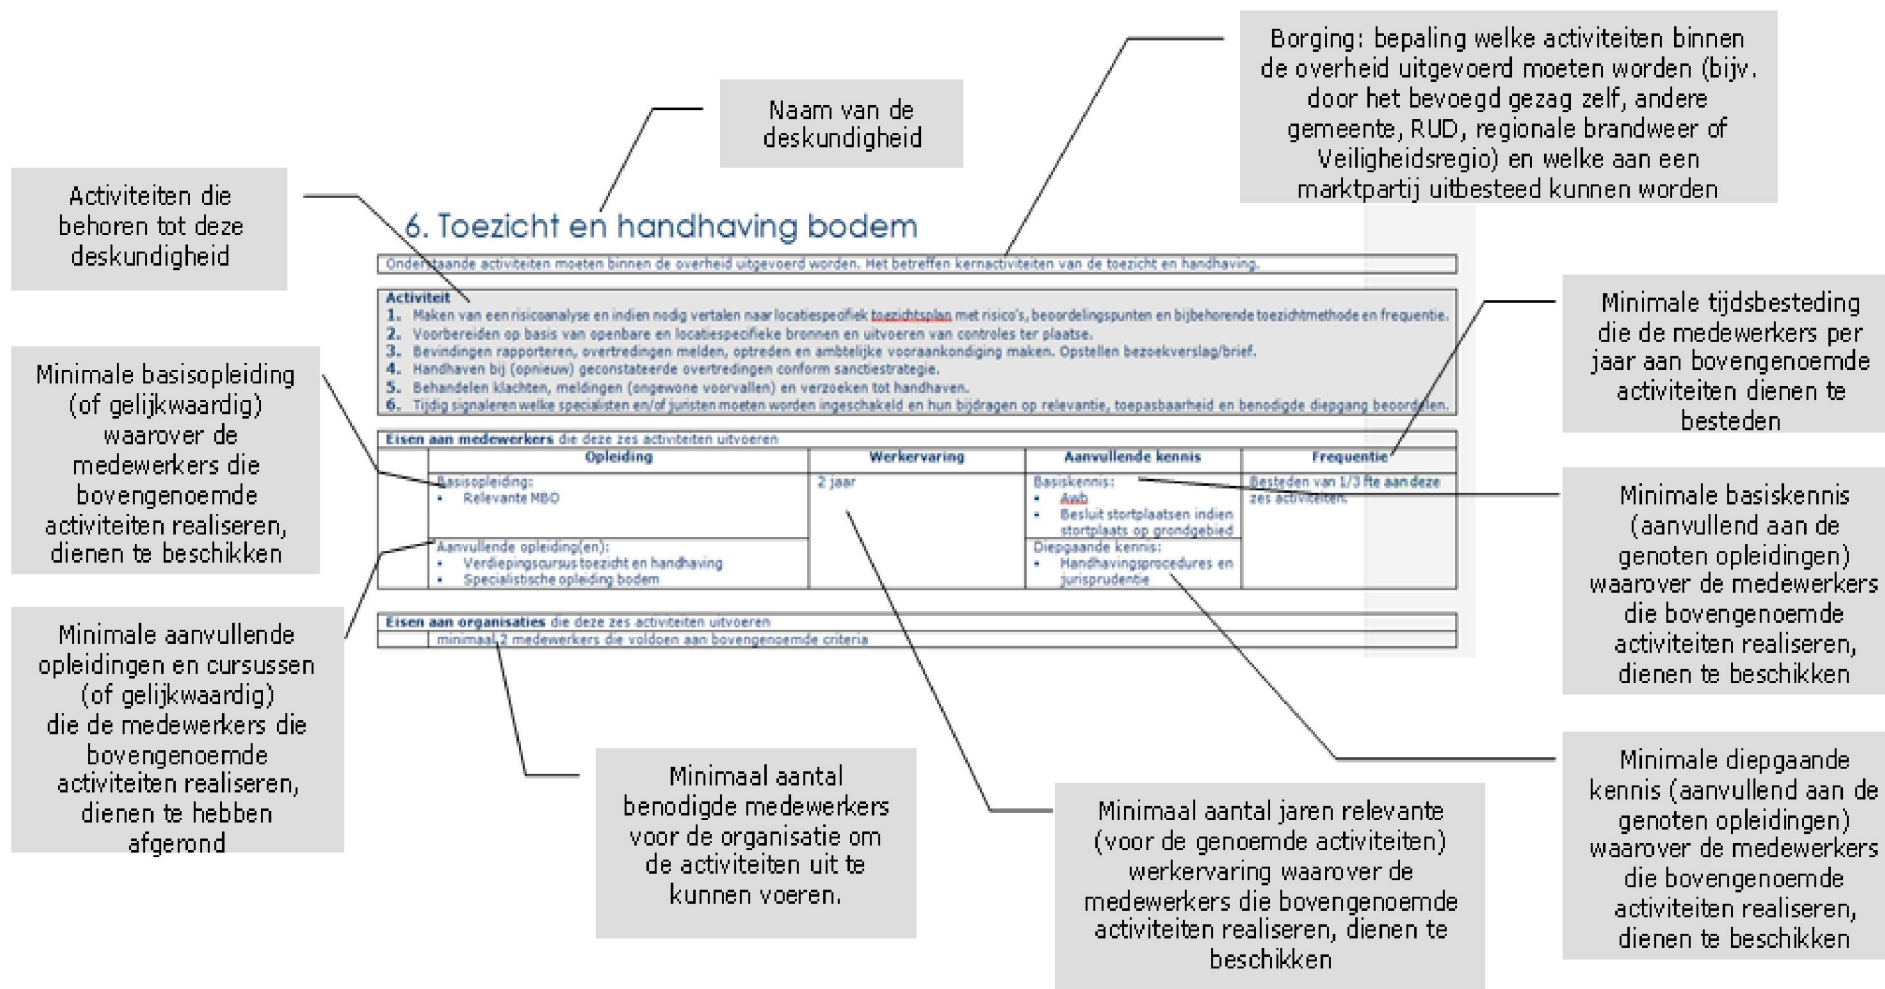 Borging: bepaling welke activiteiten binnen
de overheid uitgevoerd moeten worden (bijv.
door het bevoegd gezag zelf, andere
gemeente, RUD, regionale brandweer of
Veiligheidsregio) en welke aan een
marktpartij uitbesteed kunnen worden
Naam van de
deskundigheid
Activiteiten die
behoren tot deze
deskundigheid
6. Toezicht en handhaving bodem
Onderstaande activiteiten moeten binnen de overheid uitgevoerd worden. Het betreffen kernactiviteiten van de toezicht en handhaving.
Activiteit
1. Maken van een risicoanalyse en indien nodig vertalen naar locatiespecifiek toezichtsplan met risico's, beoordelingspunten en bijbehorende toezichtmethode en frequentie.
2. Voorbereiden op basis van openbare en locatiespecifieke bronnen en uitvoeren van controles ter plaatse.
3. Bevindingen rapporteren, overtredingen melden, optreden en ambtelijke vooraankondiging maken. Opstellen bezoekverslag/brief.
4. Handhaven bij (opnieuw) geconstateerde overtredingen conform sanctiestrategie.
5. Behandelen klachten, meldingen (ongewone voorvallen) en verzoeken tot handhaven.
6. Tijdig signaleren welke specialisten en/of juristen moeten worden ingeschakeld en hun bijdragen op relevantie, toepasbaarheid en benodigde diepgang beoordelen.
Eisen aan medewerkers die deze zes activiteiten uitvoeren
Opleiding Werkervaring Aanvullende kennis Frequentie
Basisopleiding:
• Relevante MBO
2 jaar
Basiskennis:
• Awb
• Besluit stortplaatsen indien
stortplaats op grondgebied
Besteden van 1/3 fte aan deze
zes activiteiten.
Aanvullende opleiding(en):
• Verdiepingscursus toezicht en handhaving
• Specialistische opleiding bodem
Diepgaande kennis:
• Handhavingsprocedures en
jurisprudentie
Eisen aan organisaties die deze zes activiteiten uitvoeren
minimaal 2 medewerkers die voldoen aan bovengenoemde criteria
Minimale basisopleiding
(of gelijkwaardig)
waarover de
medewerkers die
bovengenoemde
activiteiten realiseren,
dienen te beschikken
Minimale aanvullende
opleidingen en cursussen
(of gelijkwaardig)
die de medewerkers die
bovengenoemde
activiteiten realiseren,
dienen te hebben
afgerond
Minimaal aantal
benodigde medewerkers
voor de organisatie om
de activiteiten uit te
kunnen voeren.
Minimaal aantal jaren relevante
(voor de genoemde activiteiten)
werkervaring waarover de
medewerkers die bovengenoemde
activiteiten realiseren, dienen te
beschikken
Minimale tijdsbesteding
die de medewerkers per
jaar aan bovengenoemde
activiteiten dienen te
besteden
Minimale basiskennis
(aanvullend aan de
genoten opleidingen)
waarover de medewerkers
die bovengenoemde
activiteiten realiseren,
dienen te beschikken
Minimale diepgaande
kennis (aanvullend aan de
genoten opleidingen)
waarover de medewerkers
die bovengenoemde
activiteiten realiseren,
dienen te beschikken